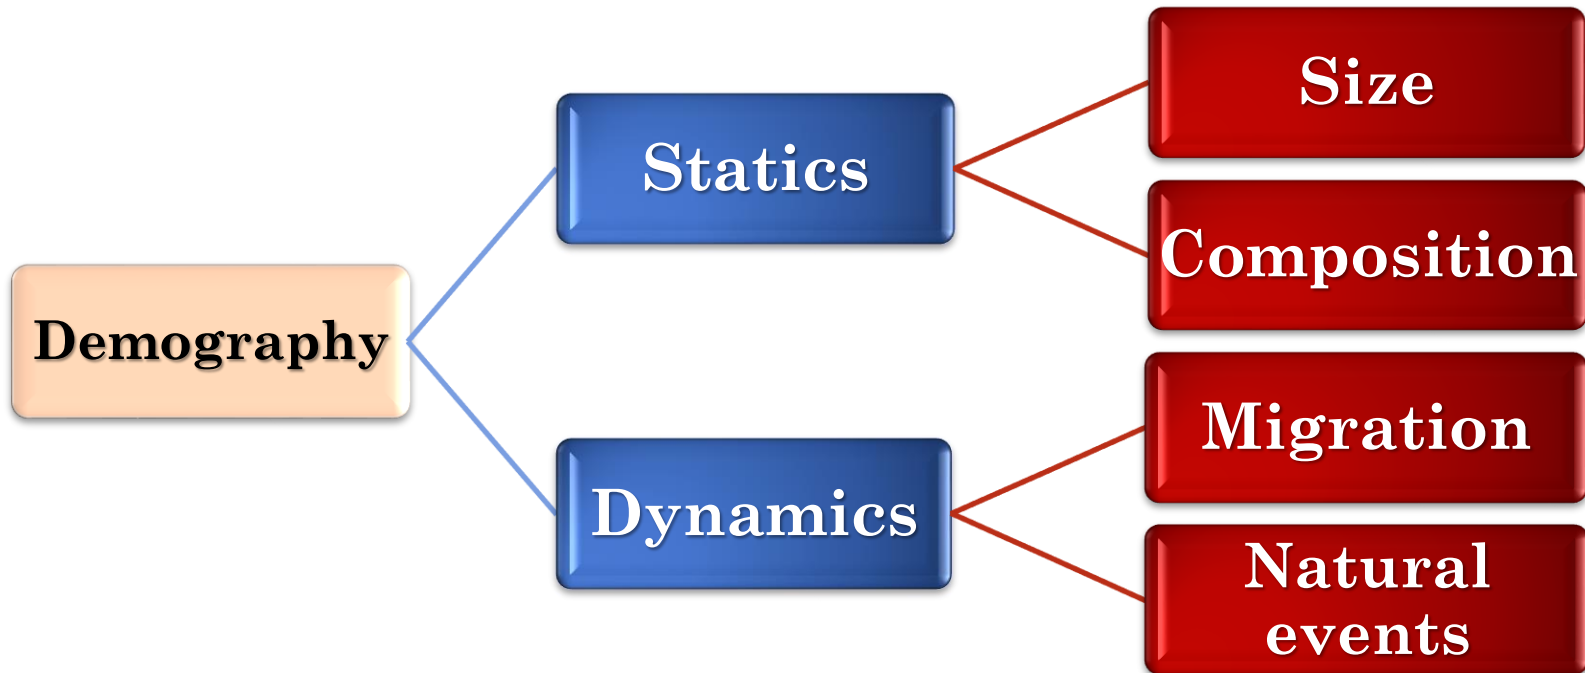 Demography
Statics
Dynamics
Size
Composition
Migration
Natural
events